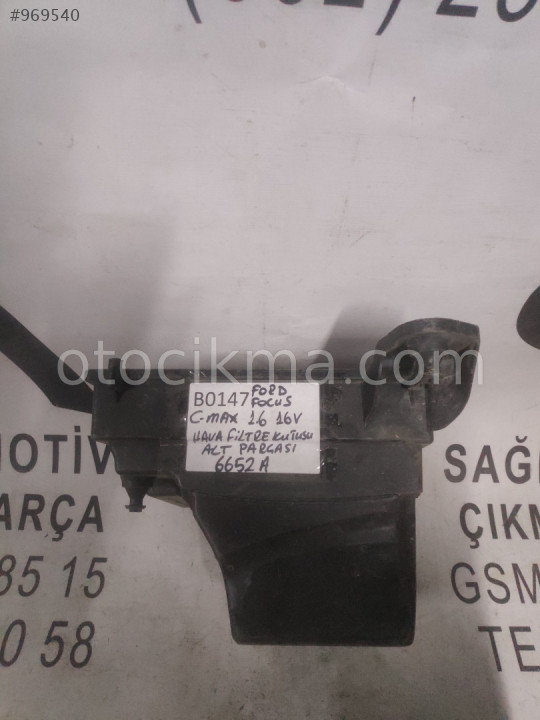 #969540
otocikma.com
B0147 FORD
FOCUS
C-MAX 1.6 16V
HAVA FİLTRE KUTUSU
ALT PARÇASI
6652 A
MOTİV
ARÇA
85 15
0 58
SAĞ
ÇIKM
GSM
TE